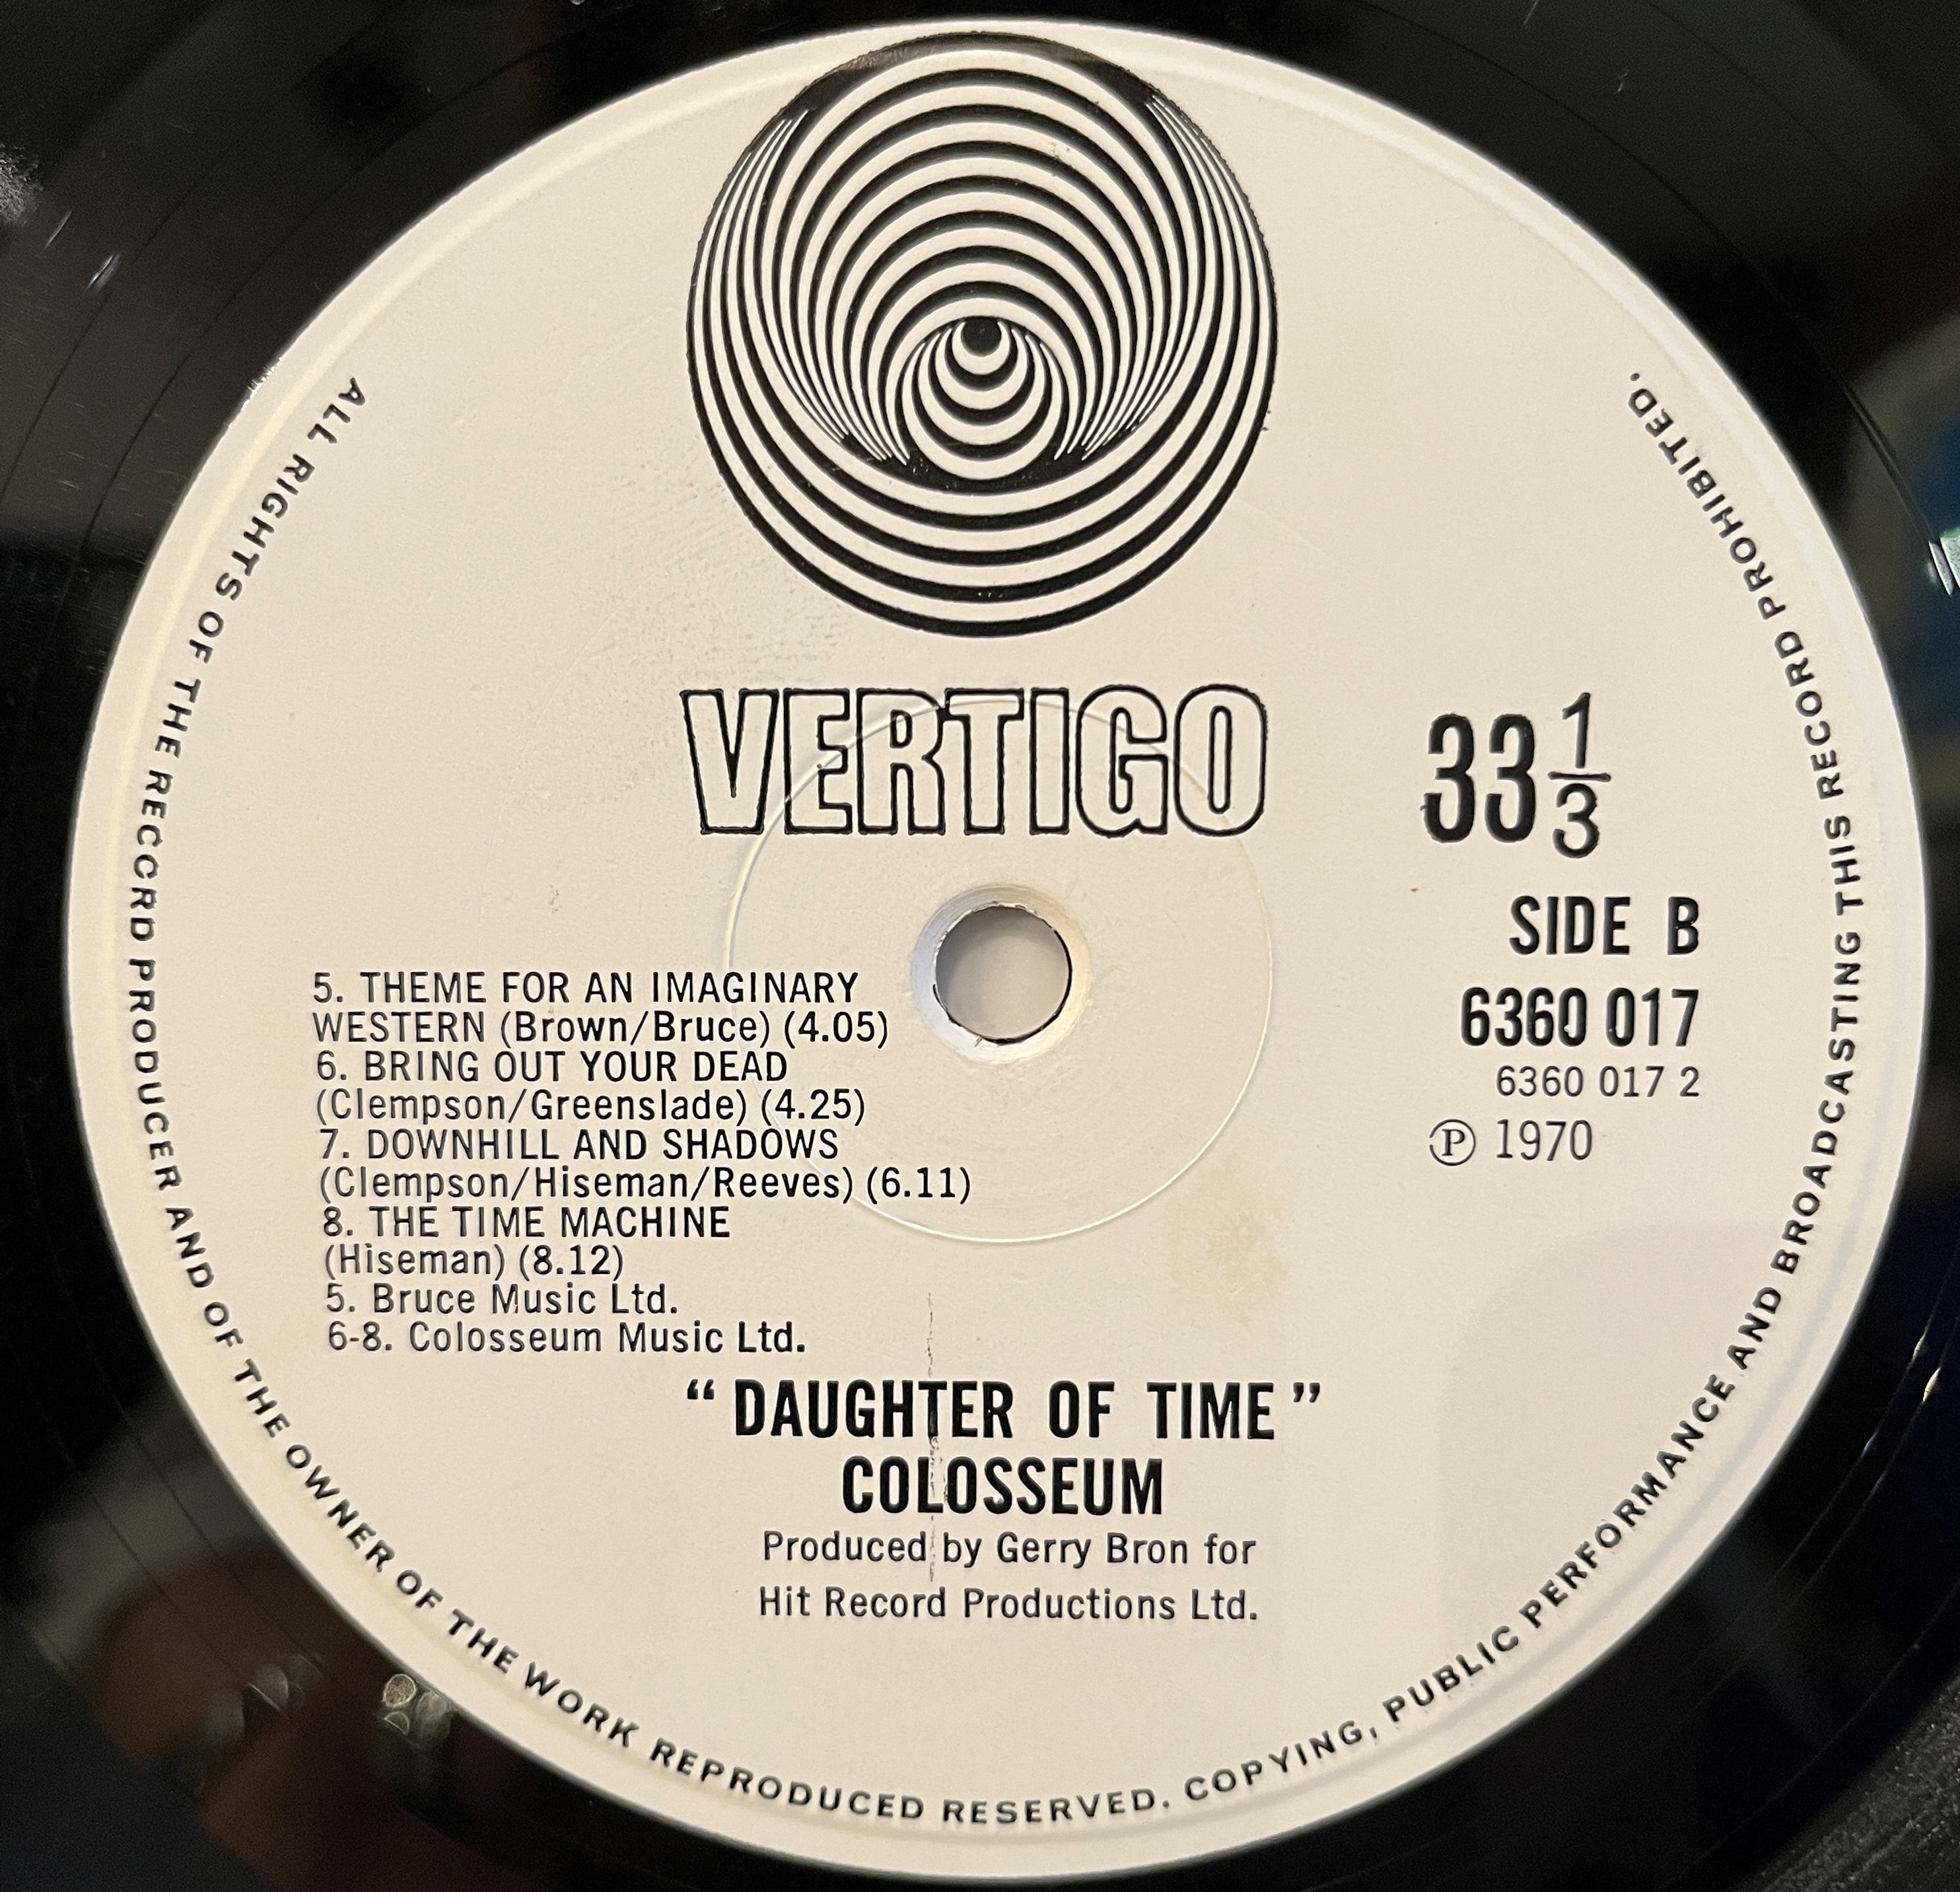 VERTIGO
33 1/3
SIDE B
6360 017
6360 017 2
Ⓟ 1970
5. THEME FOR AN IMAGINARY
WESTERN (Brown/Bruce) (4.05)
6. BRING OUT YOUR DEAD
(Clempson/Greenslade) (4.25)
7. DOWNHILL AND SHADOWS
(Clempson/Hiseman/Reeves) (6.11)
8. THE TIME MACHINE
(Hiseman) (8.12)
5. Bruce Music Ltd.
6-8. Colosseum Music Ltd.
“DAUGHTER OF TIME”
COLOSSEUM
Produced by Gerry Bron for
Hit Record Productions Ltd.
ALL RIGHTS OF THE RECORD PRODUCER AND OF THE OWNER OF THE WORK REPRODUCED RESERVED. COPYING, PUBLIC PERFORMANCE AND BROADCASTING THIS RECORD PROHIBITED.